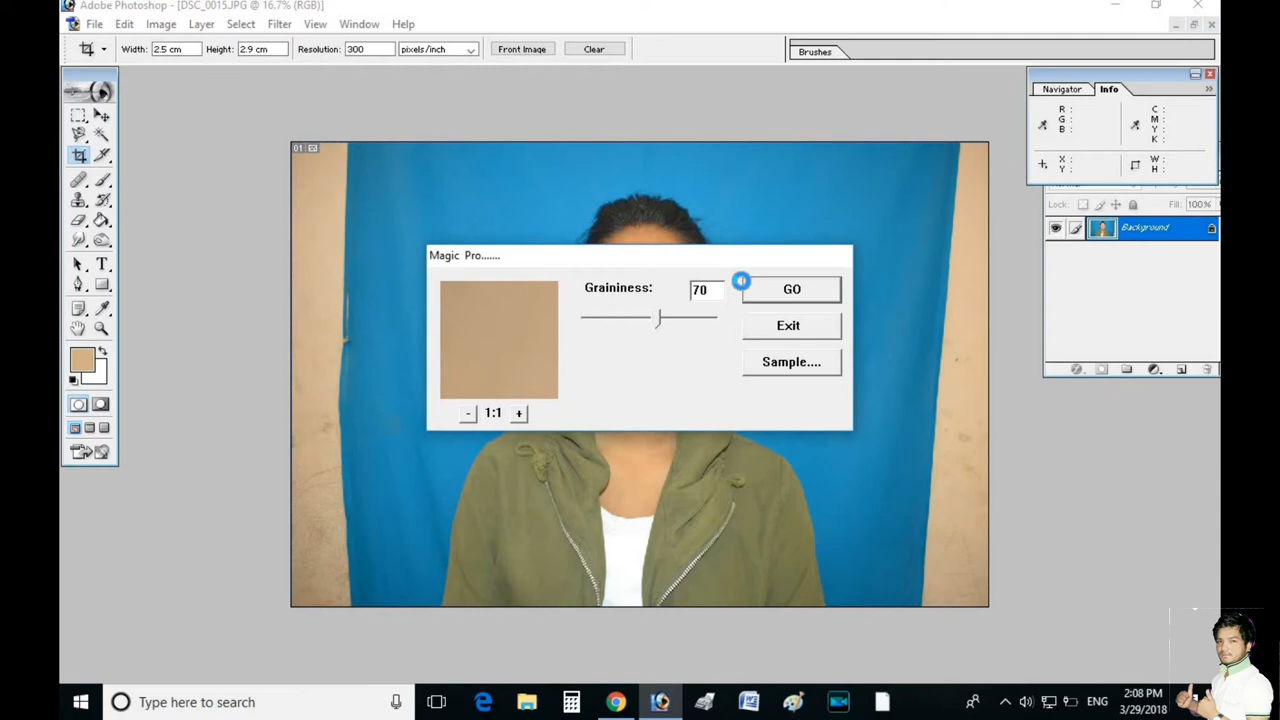 Adobe Photoshop - [DSC_0015.JPG @ 16.7% (RGB)]
File Edit Image Layer Select Filter View Window Help
Width: 2.5 cm Height: 2.9 cm Resolution: 300 pixels/inch Front Image Clear Brushes
Navigator Info
R : C :
G : M :
B : Y :
K :
X : W :
Y : H :
Lock: Fill: 100%
Background
01
Magic Pro.......
Graininess: 70 GO
Exit
Sample....
- 1:1 +
T
Type here to search
ENG
2:08 PM
3/29/2018